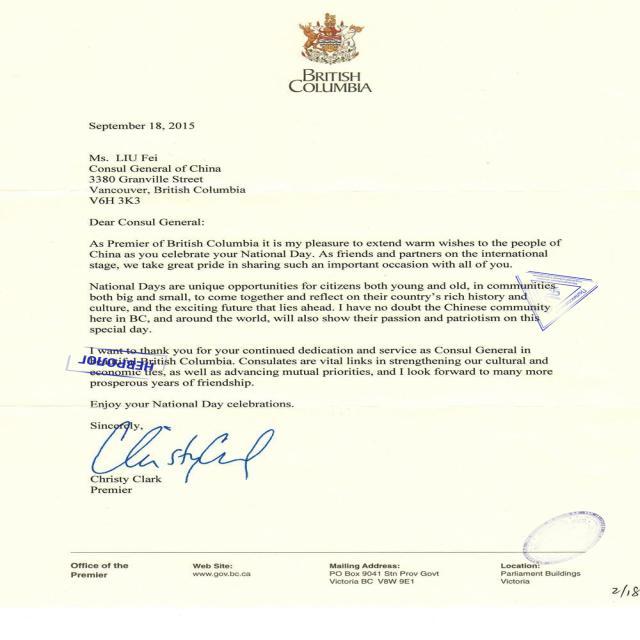 BRITISH
COLUMBIA
September 18, 2015
Ms. LIU Fei
Consul General of China
3380 Granville Street
Vancouver, British Columbia
V6H 3K3
Dear Consul General:
As Premier of British Columbia it is my pleasure to extend warm wishes to the people of
China as you celebrate your National Day. As friends and partners on the international
stage, we take great pride in sharing such an important occasion with all of you.
National Days are unique opportunities for citizens both young and old, in communities
both big and small, to come together and reflect on their country's rich history and
culture, and the exciting future that lies ahead. I have no doubt the Chinese community
here in BC, and around the world, will also show their passion and patriotism on this
special day.
I want to thank you for your continued dedication and service as Consul General in
beautiful British Columbia. Consulates are vital links in strengthening our cultural and
economic ties, as well as advancing mutual priorities, and I look forward to many more
prosperous years of friendship.
Enjoy your National Day celebrations.
Sincerely,
Christy Clark
Premier
Office of the
Premier
Web Site:
www.gov.bc.ca
Mailing Address:
PO Box 9041 Stn Prov Govt
Victoria BC V8W 9E1
Location:
Parliament Buildings
Victoria
2/18